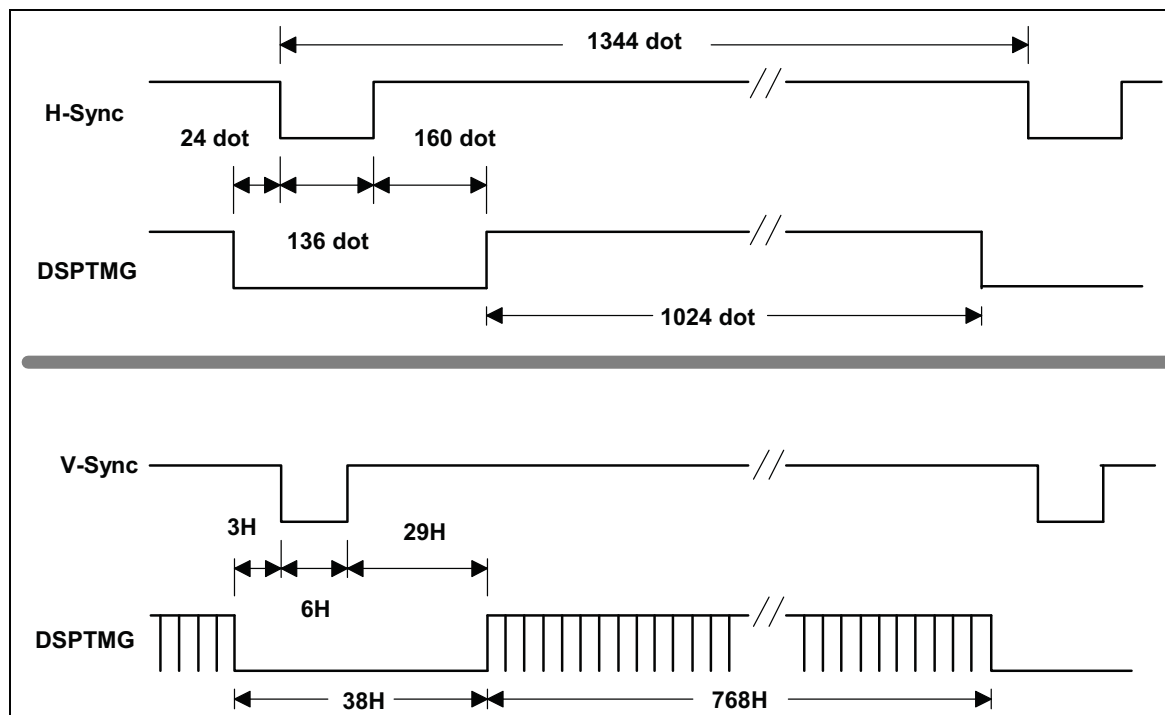 1344 dot
H-Sync
24 dot
160 dot
136 dot
DSPTMG
1024 dot
V-Sync
3H
29H
6H
DSPTMG
38H
768H